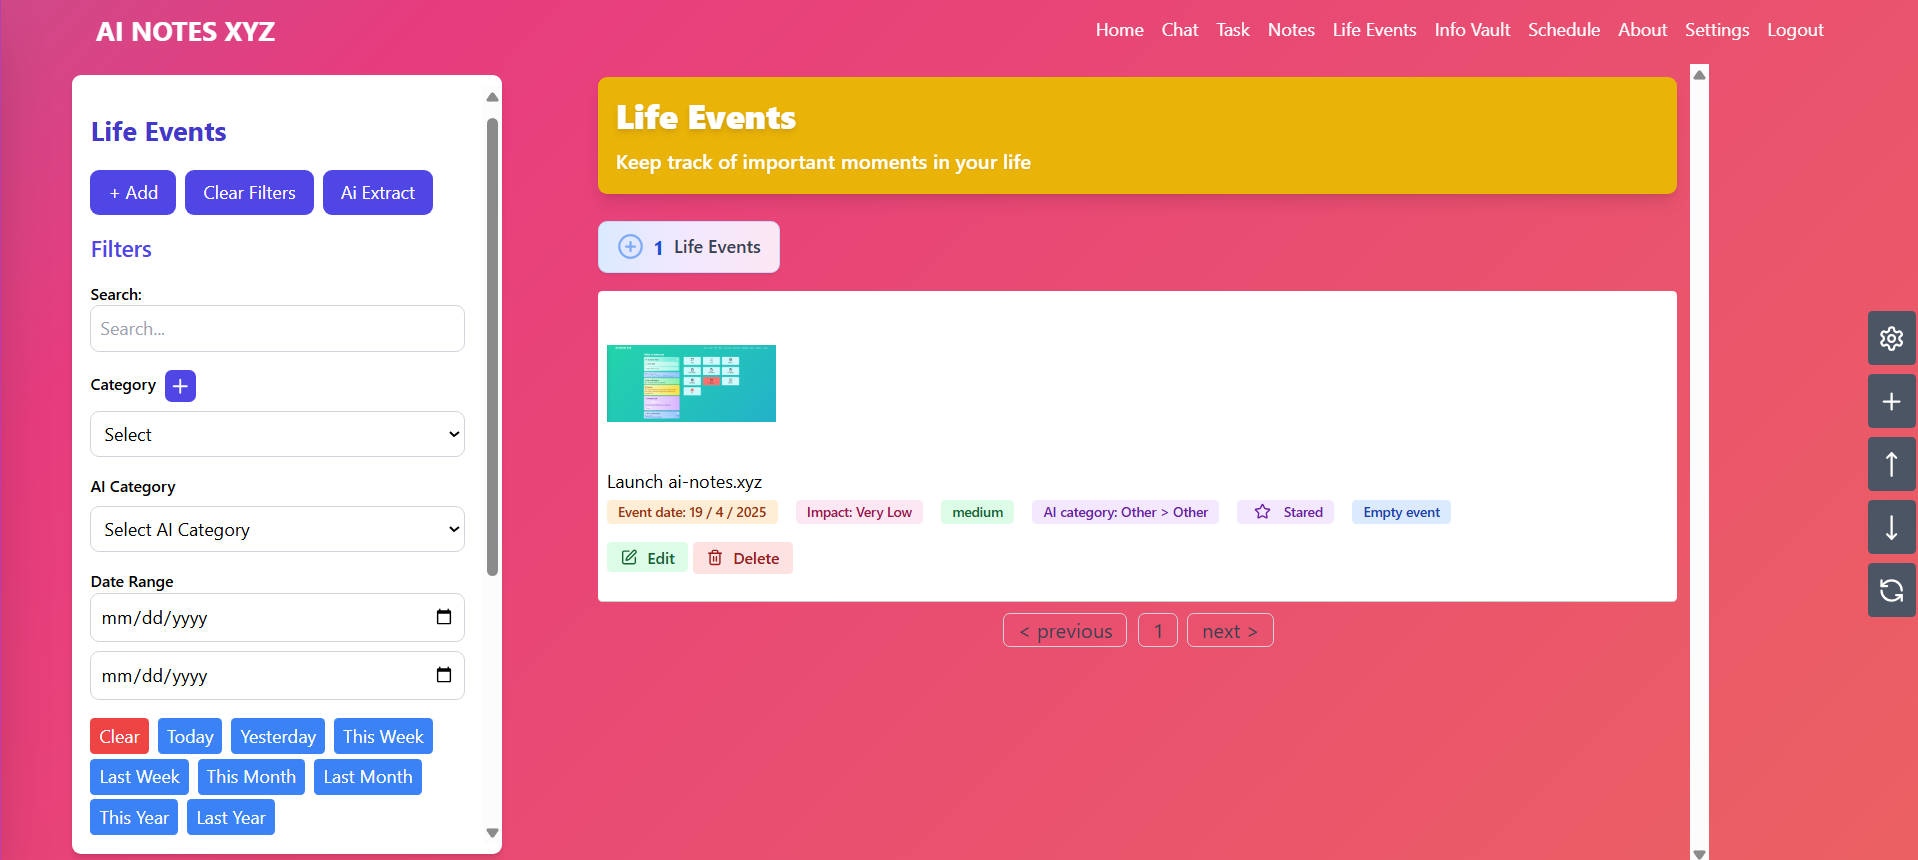 AI NOTES XYZ
Home Chat Task Notes Life Events Info Vault Schedule About Settings Logout
Life Events
+ Add Clear Filters Ai Extract
Filters
Search:
Search...
Category +
Select
AI Category
Select AI Category
Date Range
mm/dd/yyyy
mm/dd/yyyy
Clear Today Yesterday This Week
Last Week This Month Last Month
This Year Last Year
Life Events
Keep track of important moments in your life
1 Life Events
Launch ai-notes.xyz
Event date: 19 / 4 / 2025 Impact: Very Low medium AI category: Other > Other Stared Empty event
Edit Delete
< previous 1 next >